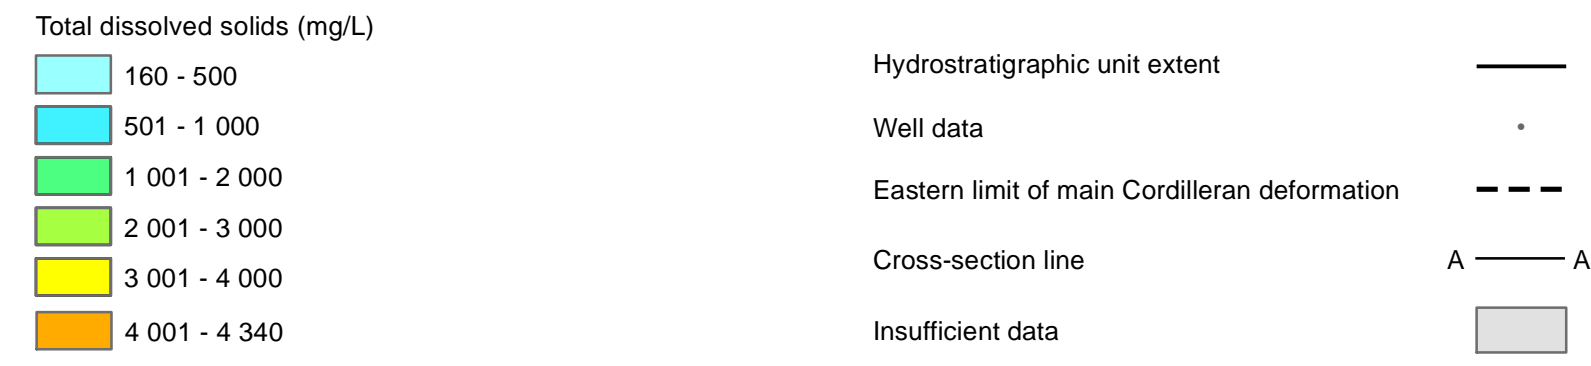 Total dissolved solids (mg/L)
160 - 500
501 - 1 000
1 001 - 2 000
2 001 - 3 000
3 001 - 4 000
4 001 - 4 340
Hydrostratigraphic unit extent
Well data
Eastern limit of main Cordilleran deformation
Cross-section line A A
Insufficient data